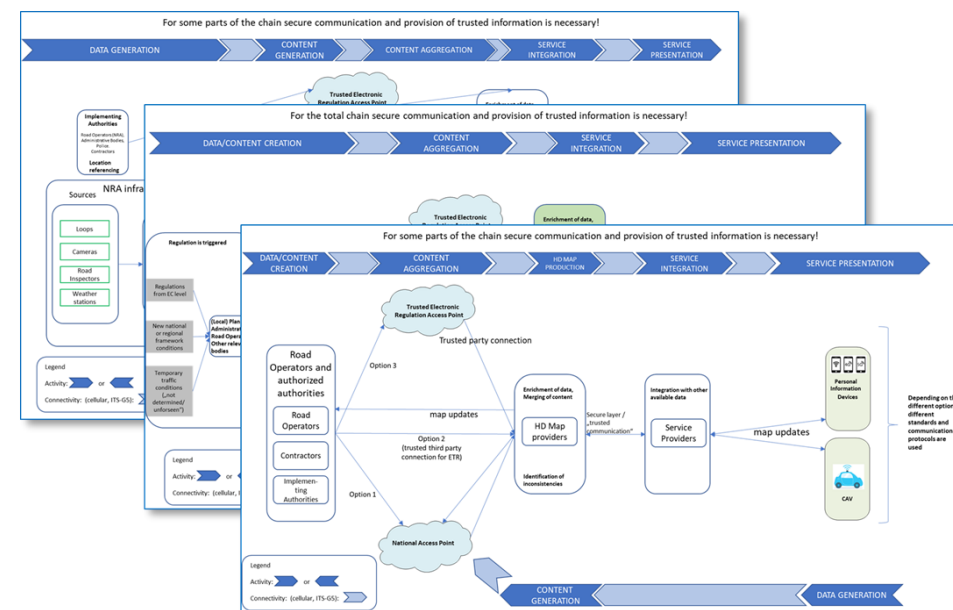 For some parts of the chain secure communication and provision of trusted information is necessary!
DATA GENERATION
CONTENT
GENERATION
CONTENT AGGREGATION
SERVICE
INTEGRATION
SERVICE
PRESENTATION
Trusted Electronic
Regulation Access Point
Implementing
Authorities
Road Operators (NRA),
Administrative Bodies,
Police
Contractors
Location
referencing
NRA infra
Sources
Loops
Cameras
Road
Inspectors
Weather
stations
Legend
Activity:
or
Connectivity: (cellular, ITS-G5):
For the total chain secure communication and provision of trusted information is necessary!
DATA/CONTENT CREATION
CONTENT
AGGREGATION
SERVICE
INTEGRATION
SERVICE PRESENTATION
Trusted Electronic
Enrichment of data,
Regulation is triggered
Regulations
from EC level
New national
or regional
framework
conditions
Temporary
traffic
conditions
(„out
determined/
unforseen")
(Local) Plan
Administra
Road Opera
Other relev
bodies
Legend
Activity:
or
Connectivity: (cellular, IT
For some parts of the chain secure communication and provision of trusted information is necessary!
DATA/CONTENT
CREATION
CONTENT
AGGREGATION
HD MAP
PRODUCTION
SERVICE
INTEGRATION
SERVICE PRESENTATION
Trusted Electronic
Regulation Access Point
Trusted party connection
Option 3
Road
Operators and
authorized
authorities
Road
Operators
Contractors
Implemen-
ting
Authorities
map updates
Option 2
(trusted third party
connection for ETR)
Option 1
National Access Point
Enrichment of data,
Merging of content
HD Map
providers
Identification of
inconsistencies
Secure layer /
„trusted
communication"
Integration with other
available data
Service
Providers
map updates
Personal
Information
Devices
CAV
Depending on th
different option
different
standards and
communication
protocols are
used
Legend
Activity:
or
Connectivity: (cellular, ITS-G5):
CONTENT
GENERATION
DATA GENERATION